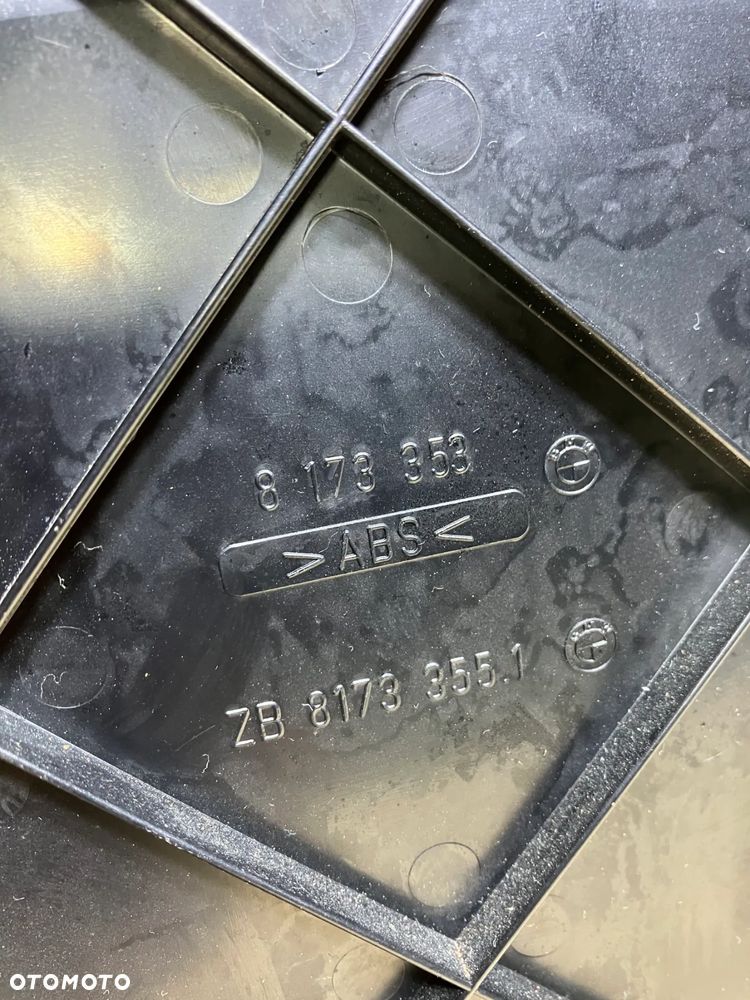 8 173 353
>ABS<
ZB 8173 355.1
OTOMOTO